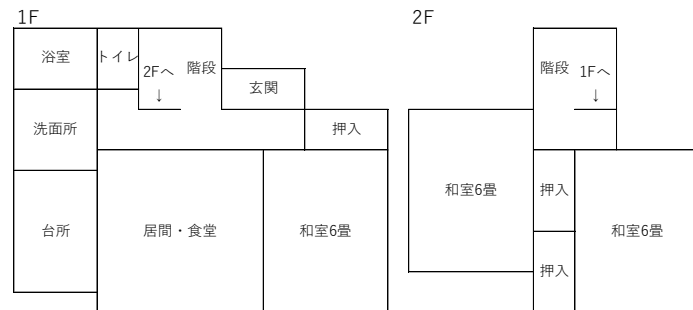 1F
浴室
トイレ
2Fへ
↓
階段
玄関
洗面所
押入
台所
居間・食堂
和室6畳
2F
階段
1Fへ
↓
和室6畳
押入
和室6畳
押入